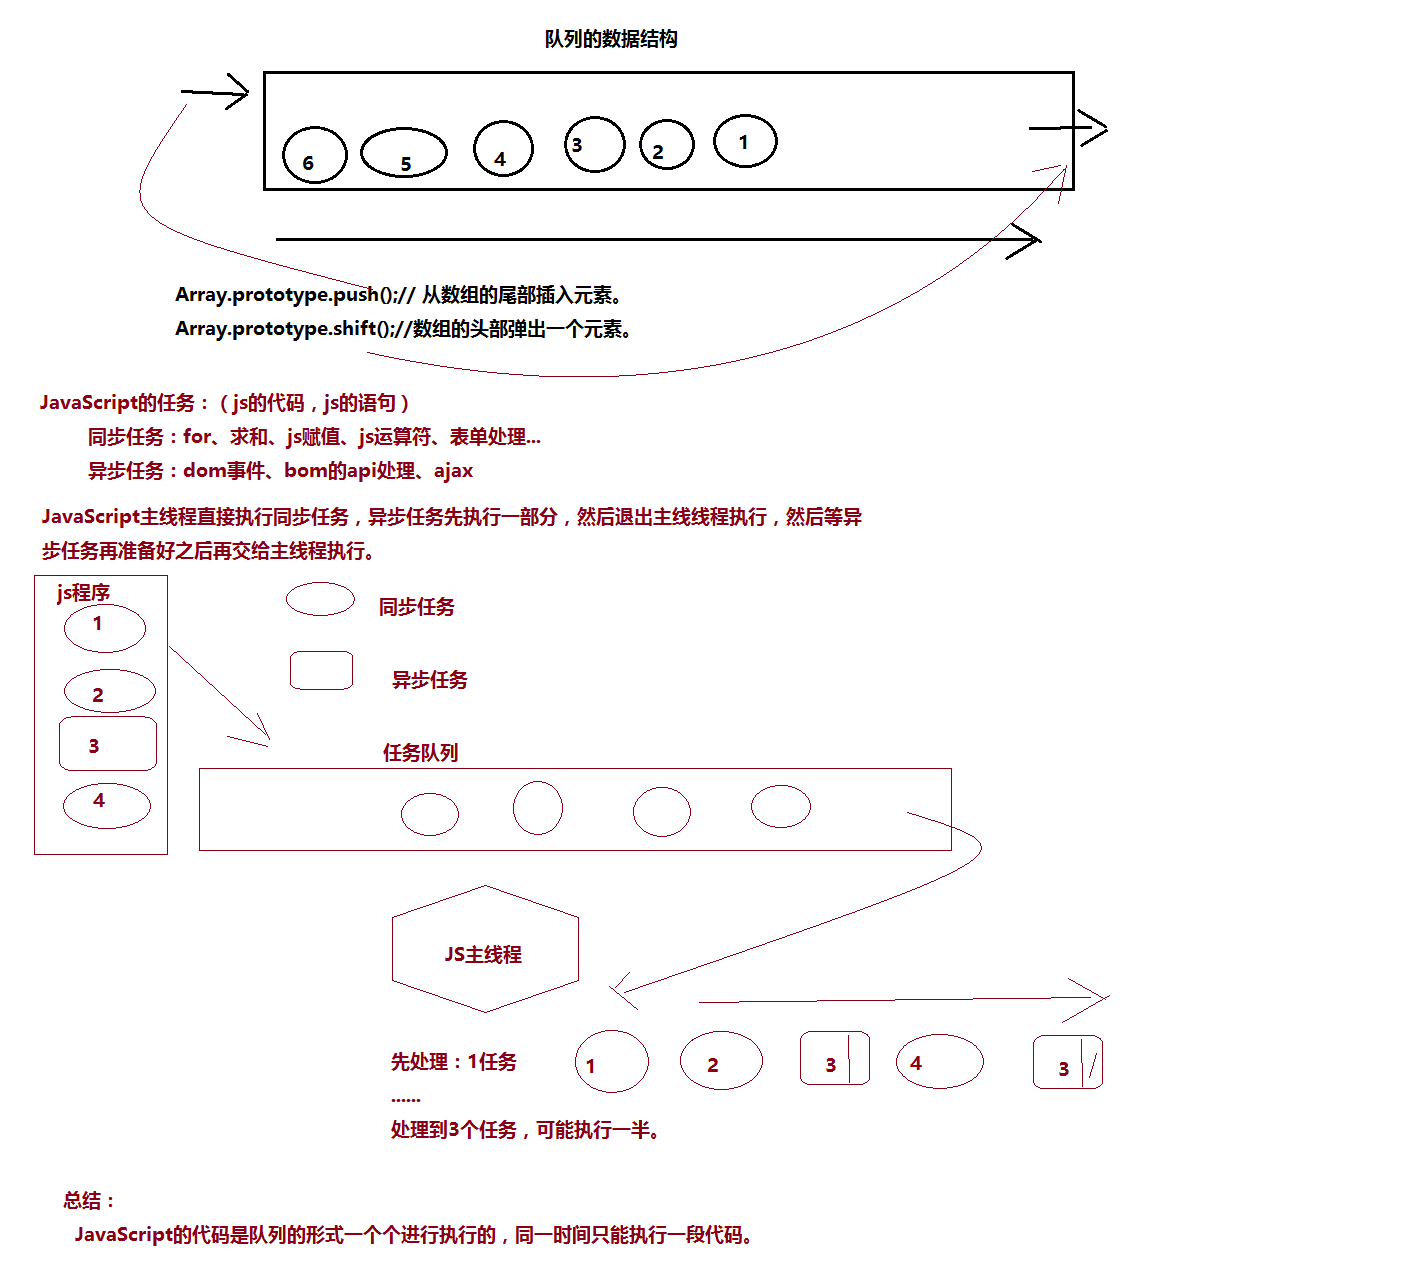 队列的数据结构
6 5 4 3 2 1
Array.prototype.push();// 从数组的尾部插入元素。
Array.prototype.shift();//数组的头部弹出一个元素。
JavaScript的任务：（js的代码，js的语句）
同步任务：for、求和、js赋值、js运算符、表单处理...
异步任务：dom事件、bom的api处理、ajax
JavaScript主线程直接执行同步任务，异步任务先执行一部分，然后退出主线线程执行，然后等异
步任务再准备好之后再交给主线程执行。
js程序
1
2
3
4
同步任务
异步任务
任务队列
JS主线程
先处理：1任务
......
处理到3个任务，可能执行一半。
1 2 3 4 3
总结：
JavaScript的代码是队列的形式一个个进行执行的，同一时间只能执行一段代码。